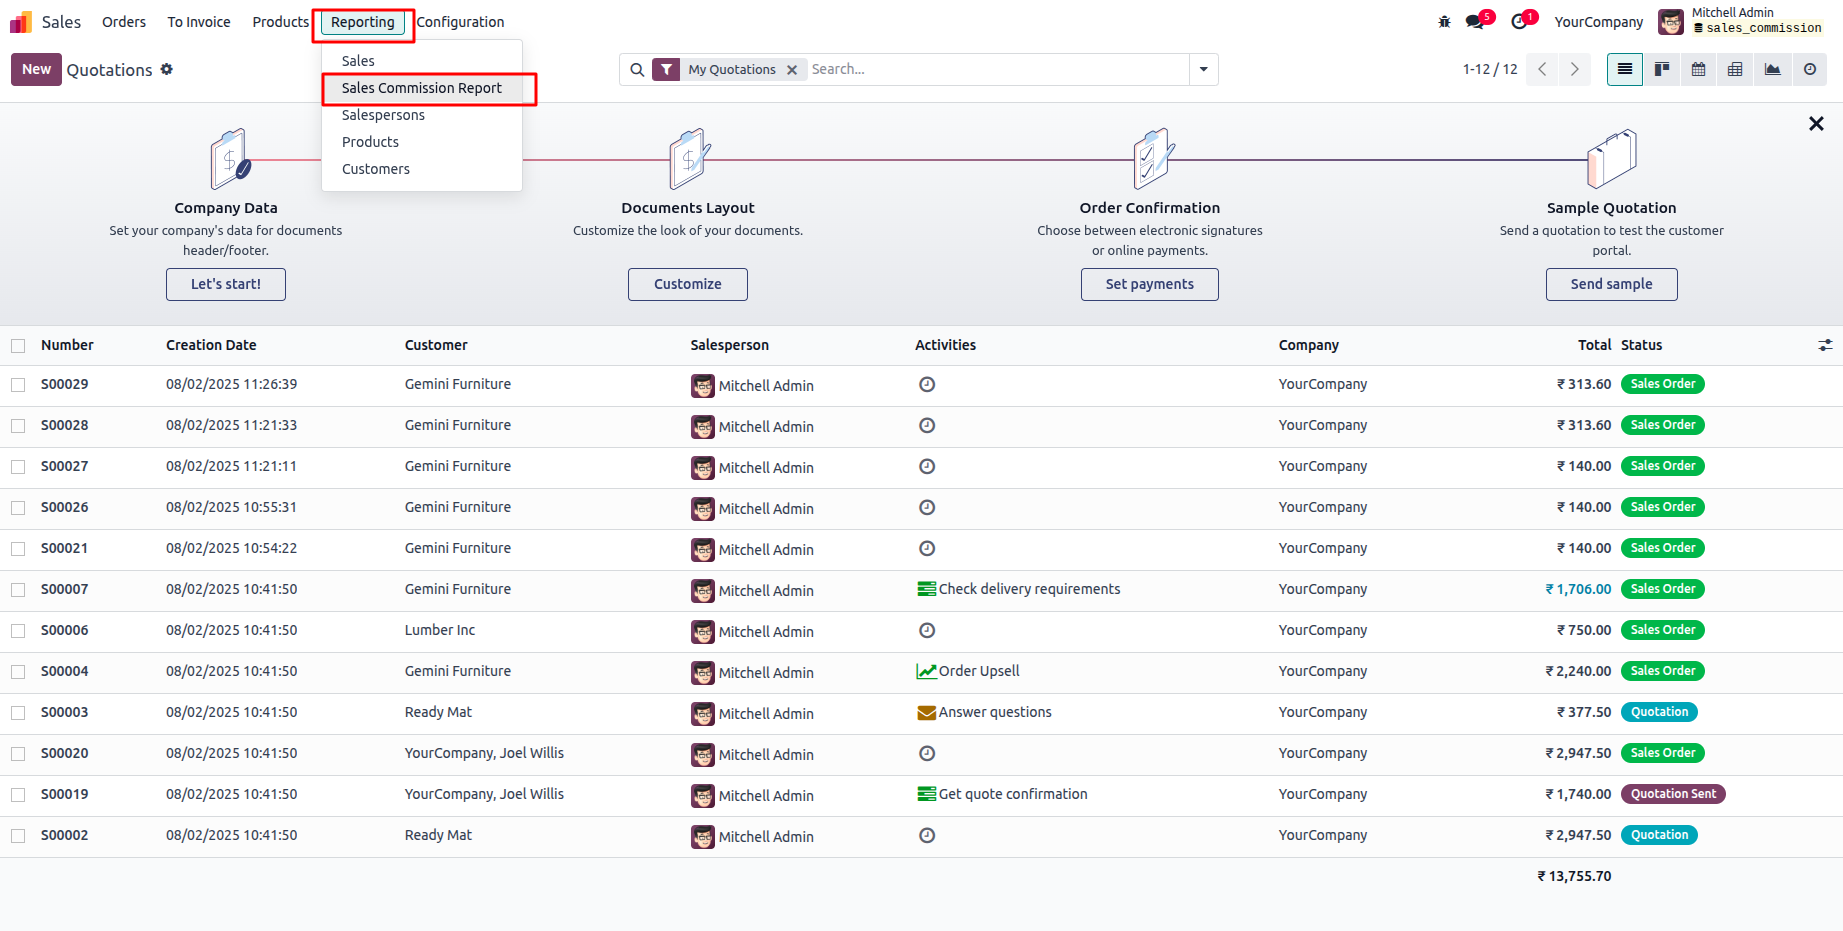 Sales Orders To Invoice Products Reporting Configuration 5 1 YourCompany Mitchell Admin
sales_commission
New Quotations My Quotations Search... 1-12 / 12
Sales
Sales Commission Report
Salespersons
Products
Customers
Company Data
Set your company's data for documents
header/footer.
Let's start!
Documents Layout
Customize the look of your documents.
Customize
Order Confirmation
Choose between electronic signatures
or online payments.
Set payments
Sample Quotation
Send a quotation to test the customer
portal.
Send sample
Number Creation Date Customer Salesperson Activities Company Total Status
S00029 08/02/2025 11:26:39 Gemini Furniture Mitchell Admin YourCompany ₹ 313.60 Sales Order
S00028 08/02/2025 11:21:33 Gemini Furniture Mitchell Admin YourCompany ₹ 313.60 Sales Order
S00027 08/02/2025 11:21:11 Gemini Furniture Mitchell Admin YourCompany ₹ 140.00 Sales Order
S00026 08/02/2025 10:55:31 Gemini Furniture Mitchell Admin YourCompany ₹ 140.00 Sales Order
S00021 08/02/2025 10:54:22 Gemini Furniture Mitchell Admin YourCompany ₹ 140.00 Sales Order
S00007 08/02/2025 10:41:50 Gemini Furniture Mitchell Admin Check delivery requirements YourCompany ₹ 1,706.00 Sales Order
S00006 08/02/2025 10:41:50 Lumber Inc Mitchell Admin YourCompany ₹ 750.00 Sales Order
S00004 08/02/2025 10:41:50 Gemini Furniture Mitchell Admin Order Upsell YourCompany ₹ 2,240.00 Sales Order
S00003 08/02/2025 10:41:50 Ready Mat Mitchell Admin Answer questions YourCompany ₹ 377.50 Quotation
S00020 08/02/2025 10:41:50 YourCompany, Joel Willis Mitchell Admin YourCompany ₹ 2,947.50 Sales Order
S00019 08/02/2025 10:41:50 YourCompany, Joel Willis Mitchell Admin Get quote confirmation YourCompany ₹ 1,740.00 Quotation Sent
S00002 08/02/2025 10:41:50 Ready Mat Mitchell Admin YourCompany ₹ 2,947.50 Quotation
₹ 13,755.70